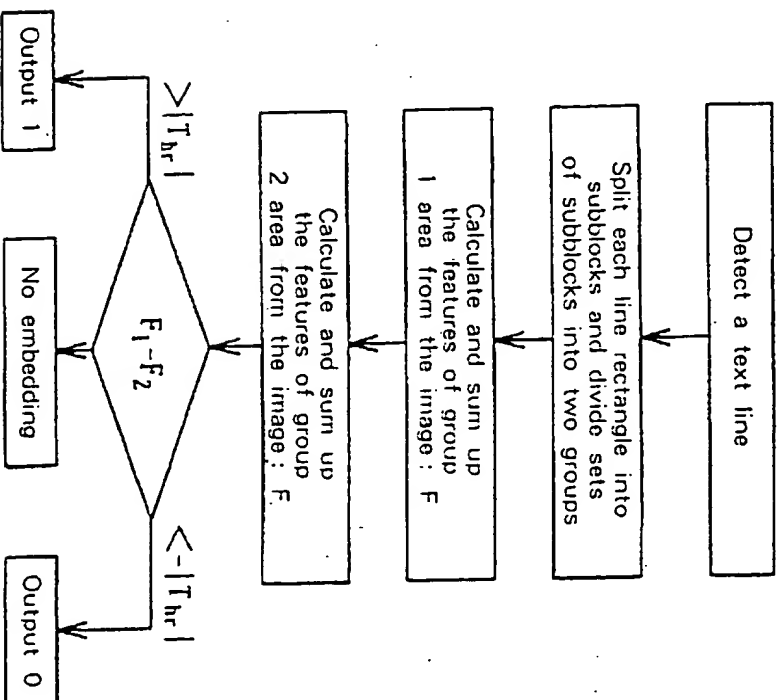 Detect a text line
Split each line rectangle into
subblocks and divide sets
of subblocks into two groups
Calculate and sum up
the features of group
1 area from the image: F
Calculate and sum up
the features of group
2 area from the image: F
F₁-F₂
>|Tₕᵣ|
<-|Tₕᵣ|
Output 1
No embedding
Output 0